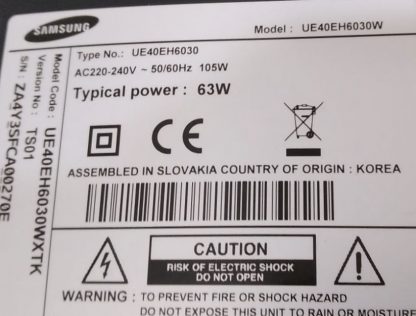 SAMSUNG
Model : UE40EH6030W
Type No.: UE40EH6030
AC220-240V ~ 50/60Hz 105W
Typical power : 63W
CE
ASSEMBLED IN SLOVAKIA COUNTRY OF ORIGIN : KOREA
CAUTION
RISK OF ELECTRIC SHOCK
DO NOT OPEN
WARNING : TO PREVENT FIRE OR SHOCK HAZARD
DO NOT EXPOSE THIS UNIT TO RAIN OR MOISTURE
Model Code : UE40EH6030WXTK
Version No : TS01
S/N : ZA4Y3SFCA00270E